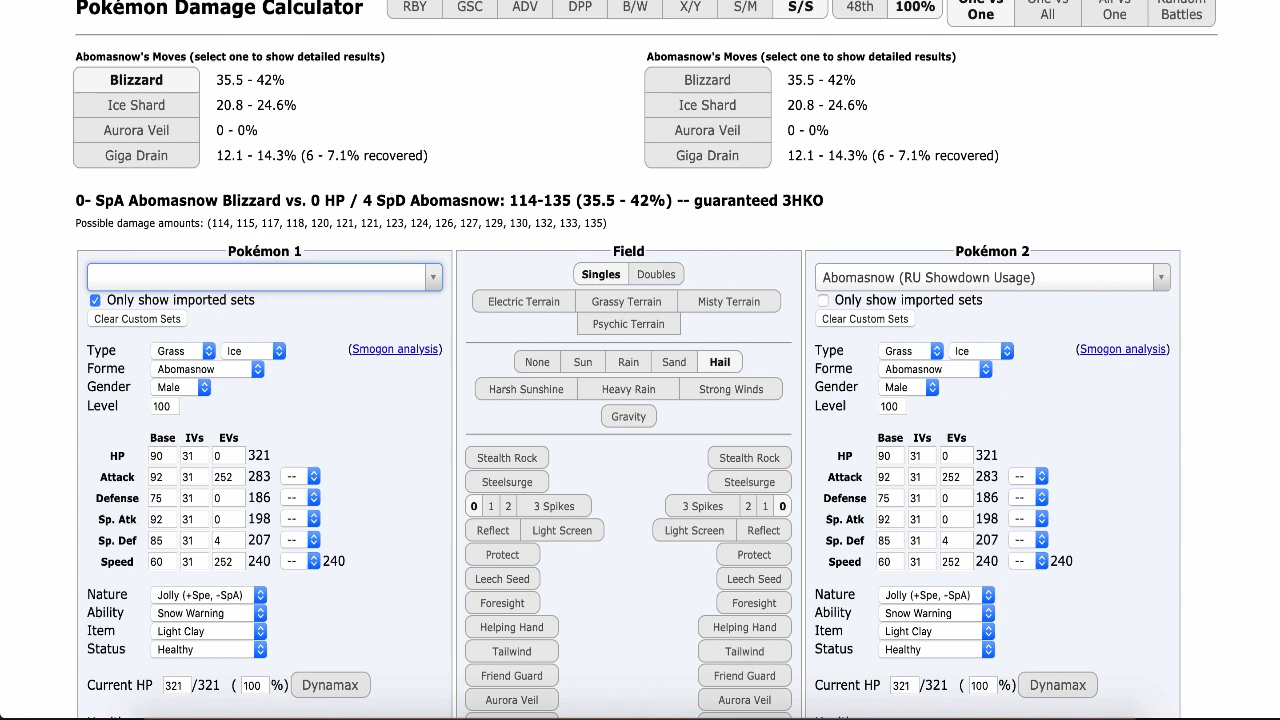 Pokémon Damage Calculator RBY GSC ADV DPP B/W X/Y S/M S/S 48th 100% One vs One vs All All vs One Random Battles
Abomasnow's Moves (select one to show detailed results) Abomasnow's Moves (select one to show detailed results)
Blizzard 35.5 - 42% Blizzard 35.5 - 42%
Ice Shard 20.8 - 24.6% Ice Shard 20.8 - 24.6%
Aurora Veil 0 - 0% Aurora Veil 0 - 0%
Giga Drain 12.1 - 14.3% (6 - 7.1% recovered) Giga Drain 12.1 - 14.3% (6 - 7.1% recovered)
0- SpA Abomasnow Blizzard vs. 0 HP / 4 SpD Abomasnow: 114-135 (35.5 - 42%) -- guaranteed 3HKO
Possible damage amounts: (114, 115, 117, 118, 120, 121, 121, 123, 124, 126, 127, 129, 130, 132, 133, 135)
Pokémon 1 Field Pokémon 2
Singles Doubles
Abomasnow (RU Showdown Usage)
Only show imported sets Electric Terrain Grassy Terrain Misty Terrain Only show imported sets
Clear Custom Sets Psychic Terrain Clear Custom Sets
Type Grass Ice (Smogon analysis) None Sun Rain Sand Hail Type Grass Ice (Smogon analysis)
Forme Abomasnow Forme Abomasnow
Gender Male Harsh Sunshine Heavy Rain Strong Winds Gender Male
Level 100 Gravity Level 100
Base IVs EVs Base IVs EVs
HP 90 31 0 321 Stealth Rock Stealth Rock HP 90 31 0 321
Attack 92 31 252 283 -- Steelsurge Steelsurge Attack 92 31 252 283 --
Defense 75 31 0 186 -- 0 1 2 3 Spikes 3 Spikes 2 1 0 Defense 75 31 0 186 --
Sp. Atk 92 31 0 198 -- Reflect Light Screen Light Screen Reflect Sp. Atk 92 31 0 198 --
Sp. Def 85 31 4 207 -- Protect Protect Sp. Def 85 31 4 207 --
Speed 60 31 252 240 -- 240 Leech Seed Leech Seed Speed 60 31 252 240 -- 240
Nature Jolly (+Spe, -SpA) Foresight Foresight Nature Jolly (+Spe, -SpA)
Ability Snow Warning Helping Hand Helping Hand Ability Snow Warning
Item Light Clay Item Light Clay
Status Healthy Tailwind Tailwind Status Healthy
Friend Guard Friend Guard
Current HP 321 /321 ( 100 %) Dynamax Aurora Veil Aurora Veil Current HP 321 /321 ( 100 %) Dynamax